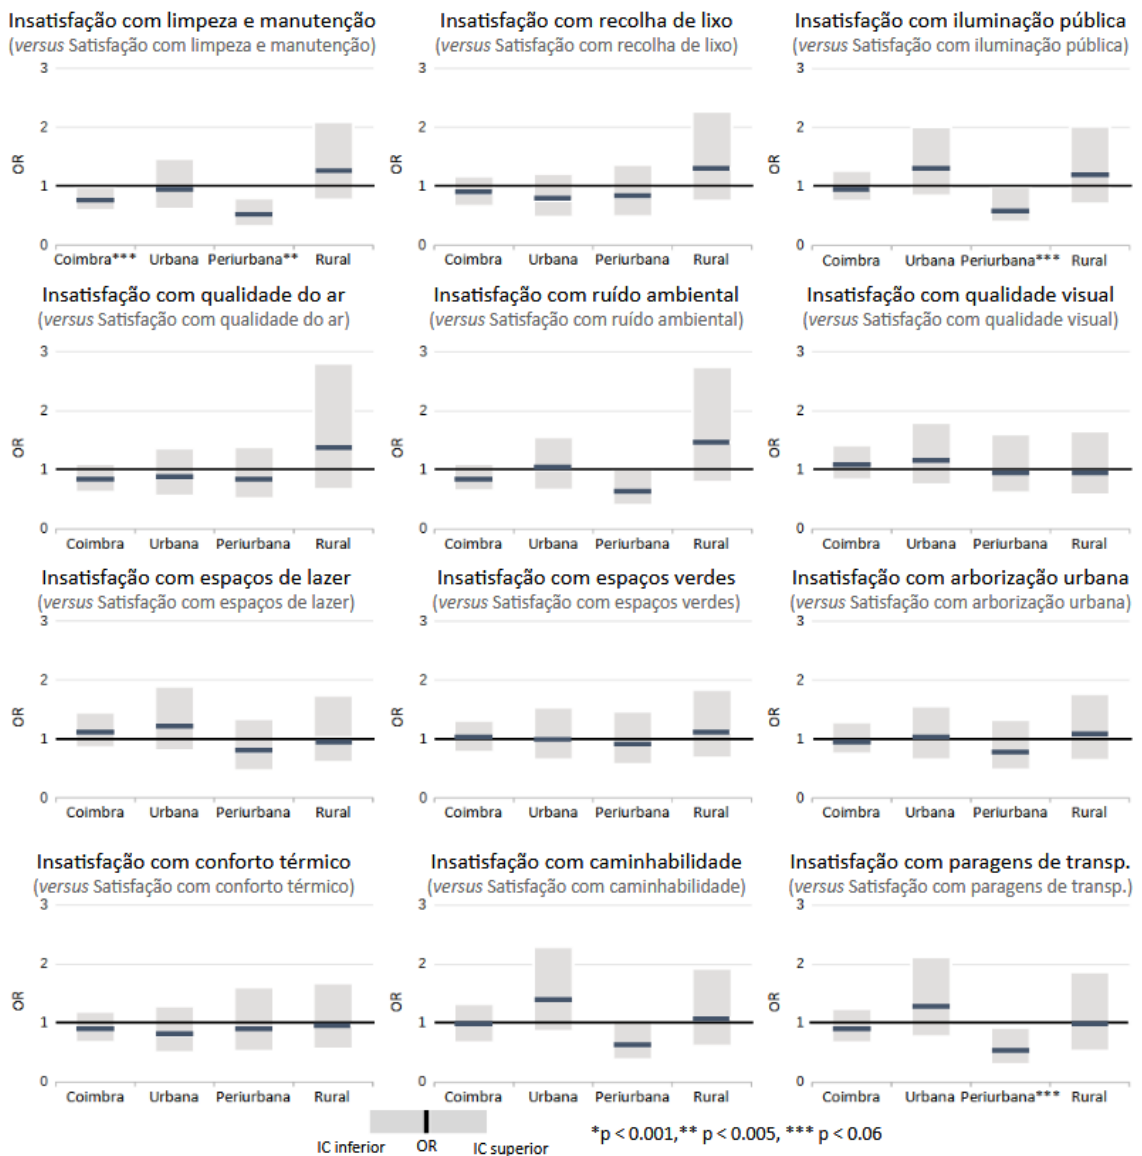 Insatisfação com limpeza e manutenção
(versus Satisfação com limpeza e manutenção)
3
2
OR
1
0
Coimbra*** Urbana Periurbana** Rural
Insatisfação com recolha de lixo
(versus Satisfação com recolha de lixo)
3
2
OR
1
0
Coimbra Urbana Periurbana Rural
Insatisfação com iluminação pública
(versus Satisfação com iluminação pública)
3
2
OR
1
0
Coimbra Urbana Periurbana*** Rural
Insatisfação com qualidade do ar
(versus Satisfação com qualidade do ar)
3
2
OR
1
0
Coimbra Urbana Periurbana Rural
Insatisfação com ruído ambiental
(versus Satisfação com ruído ambiental)
3
2
OR
1
0
Coimbra Urbana Periurbana Rural
Insatisfação com qualidade visual
(versus Satisfação com qualidade visual)
3
2
OR
1
0
Coimbra Urbana Periurbana Rural
Insatisfação com espaços de lazer
(versus Satisfação com espaços de lazer)
3
2
OR
1
0
Coimbra Urbana Periurbana Rural
Insatisfação com espaços verdes
(versus Satisfação com espaços verdes)
3
2
OR
1
0
Coimbra Urbana Periurbana Rural
Insatisfação com arborização urbana
(versus Satisfação com arborização urbana)
3
2
OR
1
0
Coimbra Urbana Periurbana Rural
Insatisfação com conforto térmico
(versus Satisfação com conforto térmico)
3
2
OR
1
0
Coimbra Urbana Periurbana Rural
Insatisfação com caminhabilidade
(versus Satisfação com caminhabilidade)
3
2
OR
1
0
Coimbra Urbana Periurbana Rural
Insatisfação com paragens de transp.
(versus Satisfação com paragens de transp.)
3
2
OR
1
0
Coimbra Urbana Periurbana*** Rural
IC inferior OR IC superior
*p < 0.001,** p < 0.005, *** p < 0.06